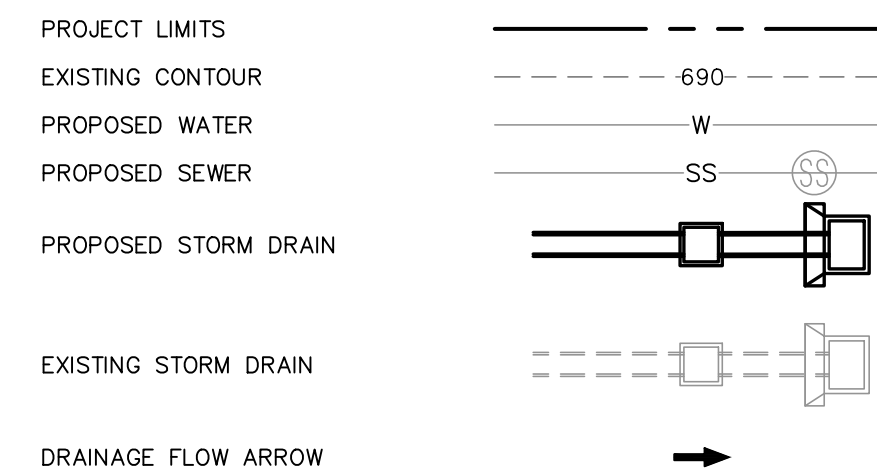 PROJECT LIMITS
EXISTING CONTOUR 690
PROPOSED WATER W
PROPOSED SEWER SS SS
PROPOSED STORM DRAIN
EXISTING STORM DRAIN
DRAINAGE FLOW ARROW